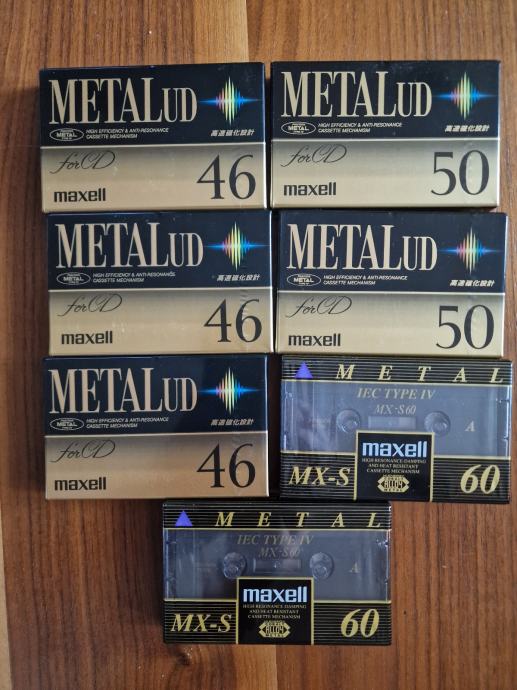 METAL UD
METAL
HIGH EFFICIENCY & ANTI-RESONANCE
CASSETTE MECHANISM
高速磁化設計
for CD
maxell
46
METAL UD
METAL
HIGH EFFICIENCY & ANTI-RESONANCE
CASSETTE MECHANISM
高速磁化設計
for CD
maxell
50
METAL UD
METAL
HIGH EFFICIENCY & ANTI-RESONANCE
CASSETTE MECHANISM
高速磁化設計
for CD
maxell
46
METAL UD
METAL
HIGH EFFICIENCY & ANTI-RESONANCE
CASSETTE MECHANISM
高速磁化設計
for CD
maxell
50
METAL UD
METAL
HIGH EFFICIENCY & ANTI-RESONANCE
CASSETTE MECHANISM
高速磁化設計
for CD
maxell
46
METAL
IEC TYPE IV
MX-S60
A
maxell
HIGH RESONANCE-DAMPING
AND HEAT RESISTANT
CASSETTE MECHANISM
MX-S
ALLOY
METAL
60
METAL
IEC TYPE IV
MX-S60
A
maxell
HIGH RESONANCE-DAMPING
AND HEAT RESISTANT
CASSETTE MECHANISM
MX-S
ALLOY
METAL
60